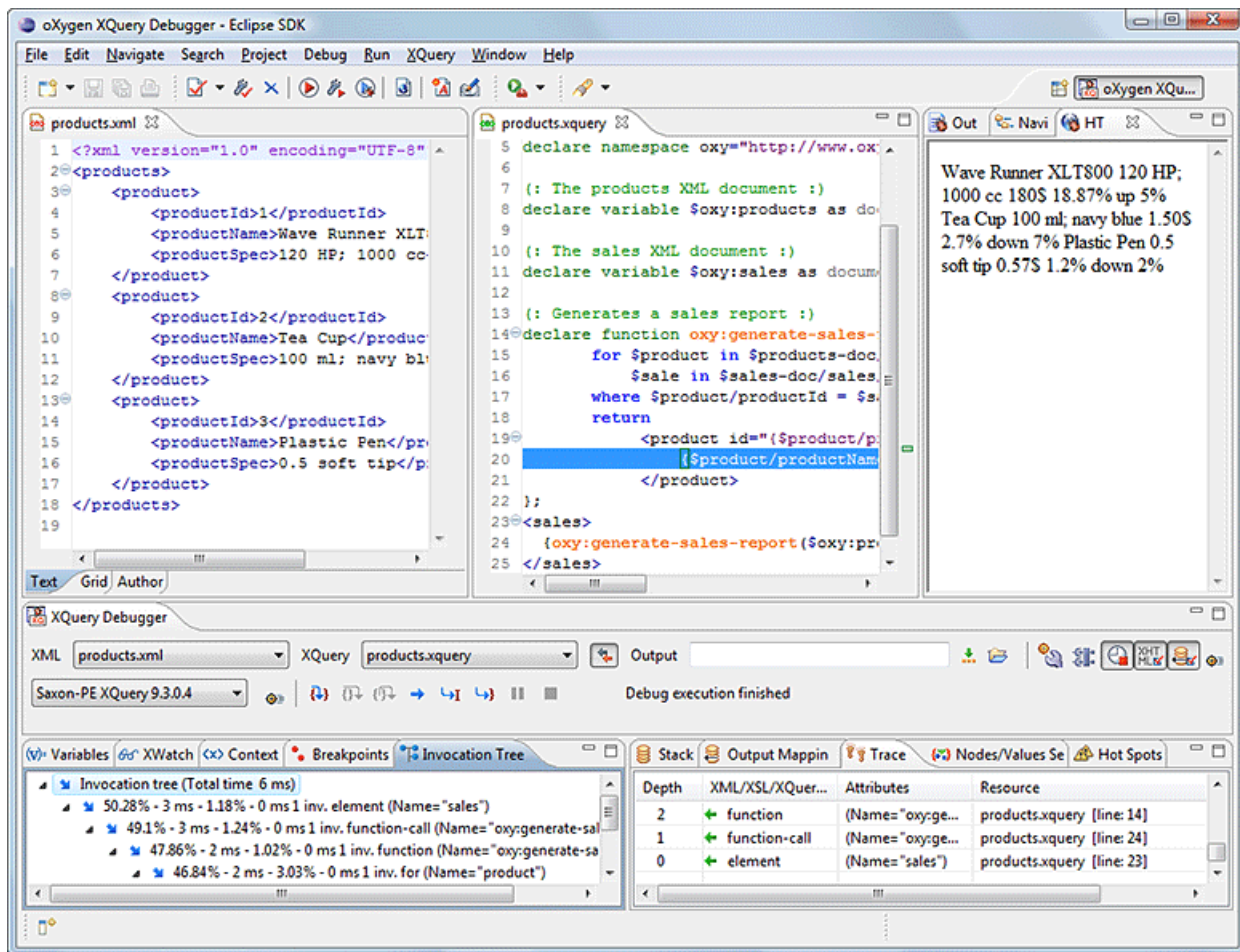 oXygen XQuery Debugger - Eclipse SDK
File Edit Navigate Search Project Debug Run XQuery Window Help
oXygen XQu...
products.xml
1 <?xml version="1.0" encoding="UTF-8"
2 <products>
3 <product>
4 <productId>1</productId>
5 <productName>Wave Runner XLT
6 <productSpec>120 HP; 1000 cc
7 </product>
8 <product>
9 <productId>2</productId>
10 <productName>Tea Cup</produc
11 <productSpec>100 ml; navy bl
12 </product>
13 <product>
14 <productId>3</productId>
15 <productName>Plastic Pen</pr
16 <productSpec>0.5 soft tip</p
17 </product>
18 </products>
19
Text Grid Author
products.xquery
5 declare namespace oxy="http://www.ox
6
7 (: The products XML document :)
8 declare variable $oxy:products as do
9
10 (: The sales XML document :)
11 declare variable $oxy:sales as docum
12
13 (: Generates a sales report :)
14 declare function oxy:generate-sales-
15 for $product in $products-doc
16 $sale in $sales-doc/sales
17 where $product/productId = $s
18 return
19 <product id="{$product/p
20 {$product/productNam
21 </product>
22 };
23 <sales>
24 {oxy:generate-sales-report($oxy:pr
25 </sales>
Out Navi HT
Wave Runner XLT800 120 HP;
1000 cc 180$ 18.87% up 5%
Tea Cup 100 ml; navy blue 1.50$
2.7% down 7% Plastic Pen 0.5
soft tip 0.57$ 1.2% down 2%
XQuery Debugger
XML products.xml XQuery products.xquery Output
Saxon-PE XQuery 9.3.0.4 Debug execution finished
Variables XWatch Context Breakpoints Invocation Tree
Invocation tree (Total time 6 ms)
50.28% - 3 ms - 1.18% - 0 ms 1 inv. element (Name="sales")
49.1% - 3 ms - 1.24% - 0 ms 1 inv. function-call (Name="oxy:generate-sal
47.86% - 2 ms - 1.02% - 0 ms 1 inv. function (Name="oxy:generate-sa
46.84% - 2 ms - 3.03% - 0 ms 1 inv. for (Name="product")
Stack Output Mappin Trace Nodes/Values Se Hot Spots
Depth XML/XSL/XQuer... Attributes Resource
2 function (Name="oxy:ge... products.xquery [line: 14]
1 function-call (Name="oxy:ge... products.xquery [line: 24]
0 element (Name="sales") products.xquery [line: 23]